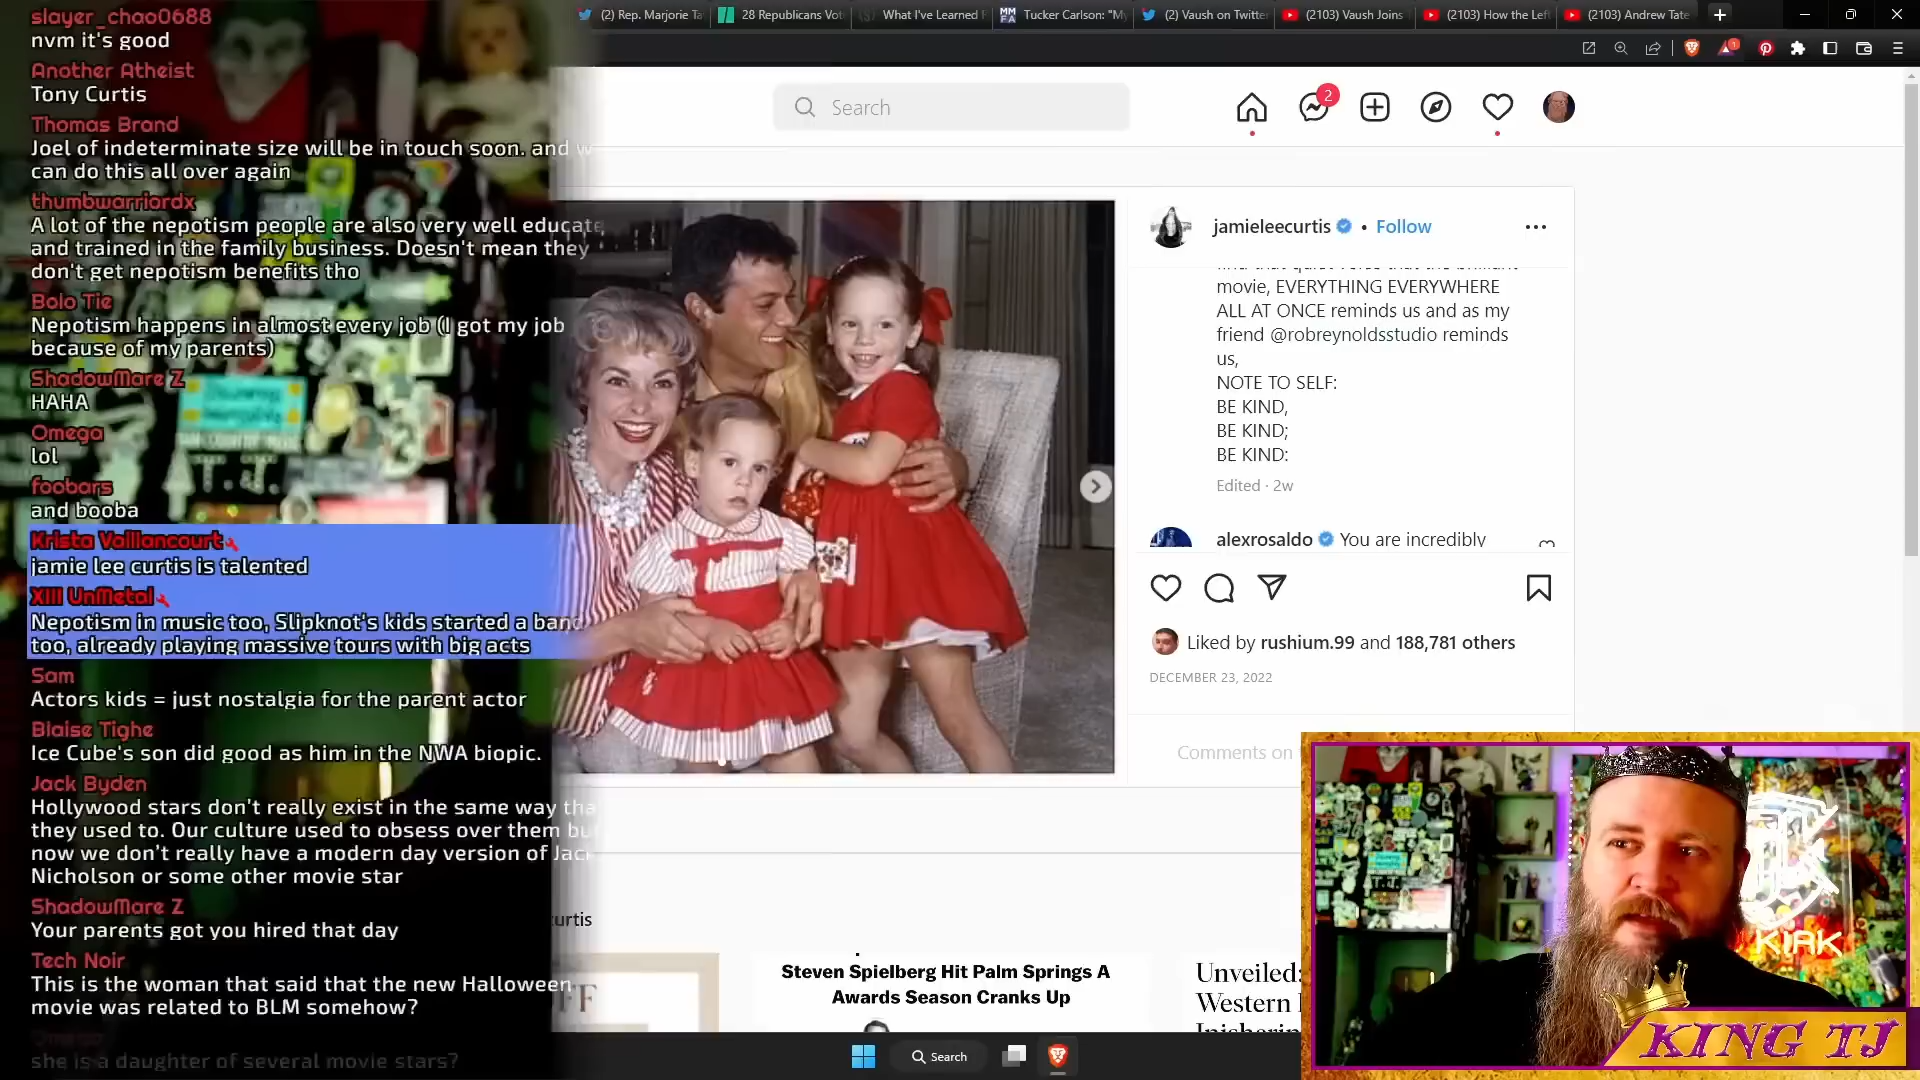 slayer_chao0688
nvm it's good
Another Atheist
Tony Curtis
Thomas Brand
Joel of indeterminate size will be in touch soon. and w
can do this all over again
thumbwarriordx
A lot of the nepotism people are also very well educate
and trained in the family business. Doesn't mean they
don't get nepotism benefits tho
Bolo Tie
Nepotism happens in almost every job (I got my job
because of my parents)
ShadowMare Z
HAHA
Omega
lol
foobars
and booba
Krista Vaillancourt
jamie lee curtis is talented
XIII UnMetal
Nepotism in music too, Slipknot's kids started a band
too, already playing massive tours with big acts
Sam
Actors kids = just nostalgia for the parent actor
Blaise Tighe
Ice Cube's son did good as him in the NWA biopic.
Jack Byden
Hollywood stars don't really exist in the same way tha
they used to. Our culture used to obsess over them bu
now we don't really have a modern day version of Jack
Nicholson or some other movie star
ShadowMare Z
Your parents got you hired that day
Tech Noir
This is the woman that said that the new Halloween
movie was related to BLM somehow?
Omega
she is a daughter of several movie stars?
(2) Rep. Marjorie Ta
28 Republicans Vot
What I've Learned F
Tucker Carlson: "My
(2) Vaush on Twitter
(2103) Vaush Joins
(2103) How the Left
(2103) Andrew Tate
1
Search
2
jamieleecurtis • Follow
movie, EVERYTHING EVERYWHERE
ALL AT ONCE reminds us and as my
friend @robreynoldsstudio reminds
us,
NOTE TO SELF:
BE KIND,
BE KIND;
BE KIND:
Edited · 2w
alexrosaldo You are incredibly
Liked by rushium.99 and 188,781 others
DECEMBER 23, 2022
Comments on
curtis
Steven Spielberg Hit Palm Springs A
Awards Season Cranks Up
Unveiled:
Western
Inisherin
FF
Search
KIRK
KING TJ